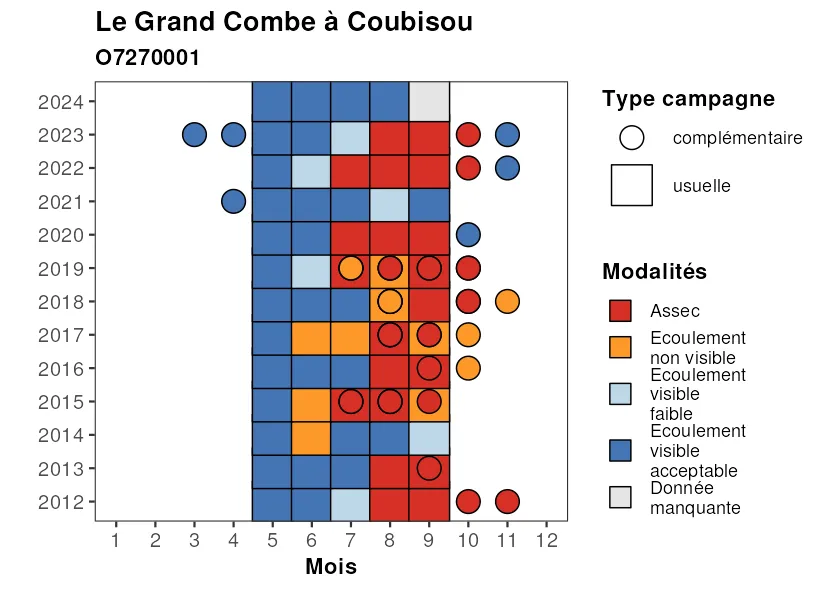 Le Grand Combe à Coubisou
O7270001
2024
2023
2022
2021
2020
2019
2018
2017
2016
2015
2014
2013
2012
1 2 3 4 5 6 7 8 9 10 11 12
Mois
Type campagne
complémentaire
usuelle
Modalités
Assec
Ecoulement
non visible
Ecoulement
visible
faible
Ecoulement
visible
acceptable
Donnée
manquante